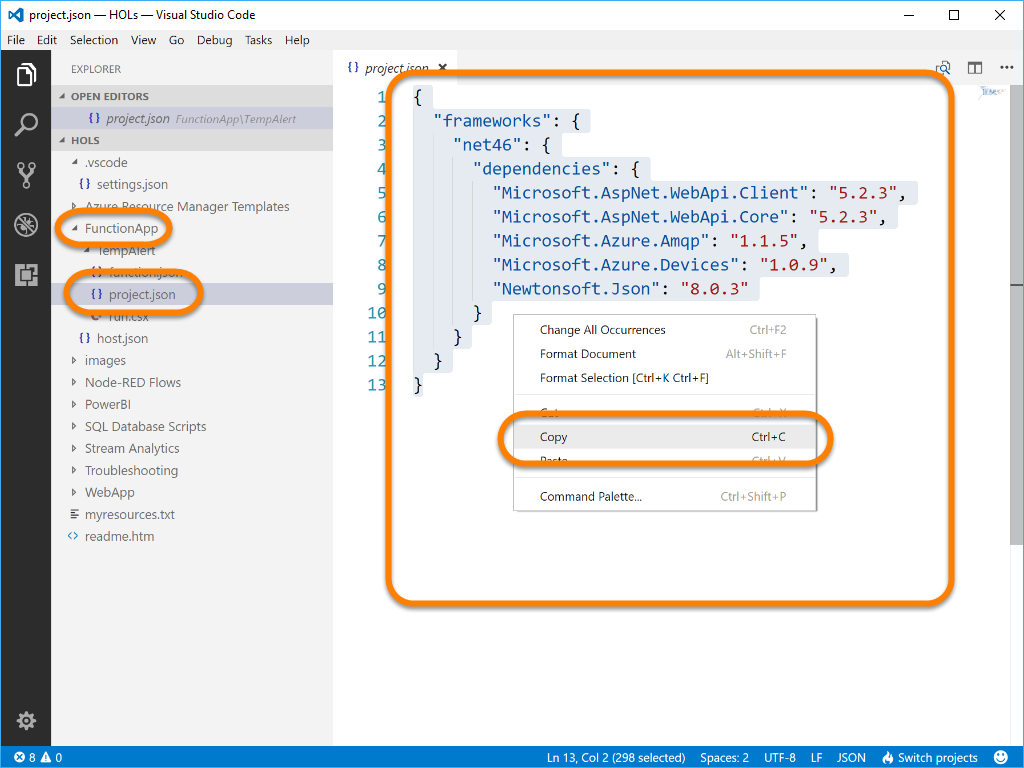 project.json — HOLs — Visual Studio Code
File Edit Selection View Go Debug Tasks Help
EXPLORER
OPEN EDITORS
{ } project.json FunctionApp\TempAlert
HOLS
.vscode
{ } settings.json
Azure Resource Manager Templates
FunctionApp
TempAlert
{ } function.json
{ } project.json
run.csx
{ } host.json
images
Node-RED Flows
PowerBI
SQL Database Scripts
Stream Analytics
Troubleshooting
WebApp
myresources.txt
<> readme.htm
{ } project.json
1 {
2 "frameworks": {
3 "net46": {
4 "dependencies": {
5 "Microsoft.AspNet.WebApi.Client": "5.2.3",
6 "Microsoft.AspNet.WebApi.Core": "5.2.3",
7 "Microsoft.Azure.Amqp": "1.1.5",
8 "Microsoft.Azure.Devices": "1.0.9",
9 "Newtonsoft.Json": "8.0.3"
10 }
11 }
12 }
13 }
Change All Occurrences Ctrl+F2
Format Document Alt+Shift+F
Format Selection [Ctrl+K Ctrl+F]
Cut Ctrl+X
Copy Ctrl+C
Paste Ctrl+V
Command Palette... Ctrl+Shift+P
8 0 Ln 13, Col 2 (298 selected) Spaces: 2 UTF-8 LF JSON Switch projects